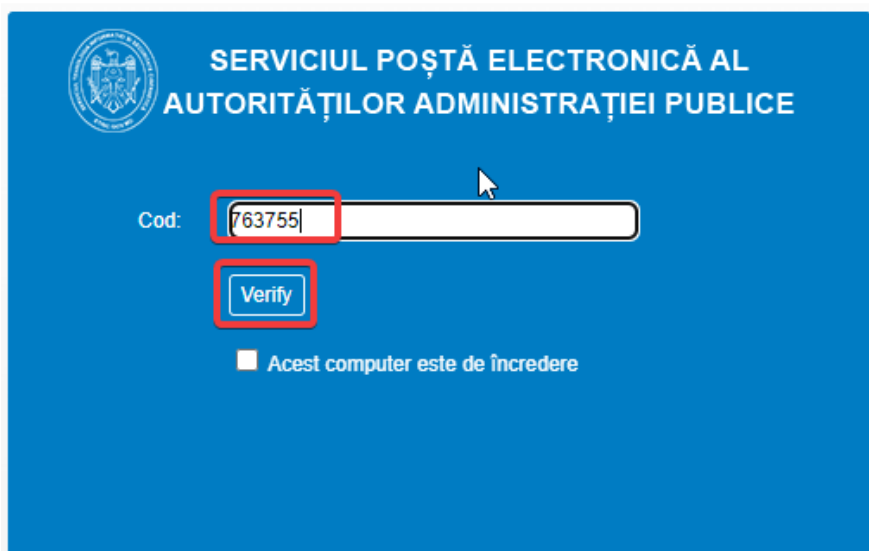 SERVICIUL POȘTĂ ELECTRONICĂ AL
AUTORITĂȚILOR ADMINISTRAȚIEI PUBLICE
Cod: 763755
Verify
Acest computer este de încredere